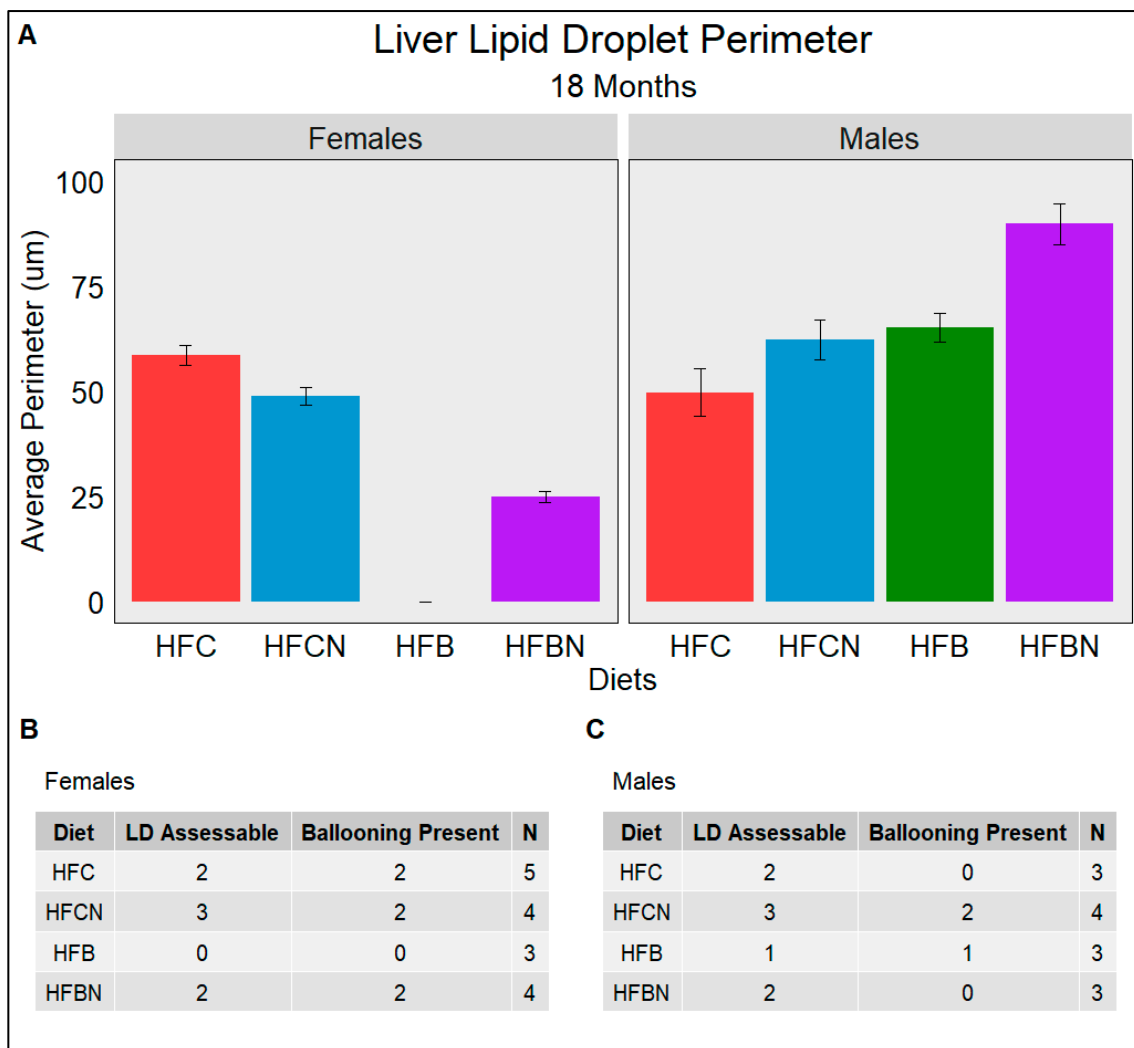 A
Liver Lipid Droplet Perimeter
18 Months
Females
Males
Average Perimeter (um)
100
75
50
25
0
HFC HFCN HFB HFBN
HFC HFCN HFB HFBN
Diets
B
Females
Diet LD Assessable Ballooning Present N
HFC 2 2 5
HFCN 3 2 4
HFB 0 0 3
HFBN 2 2 4
C
Males
Diet LD Assessable Ballooning Present N
HFC 2 0 3
HFCN 3 2 4
HFB 1 1 3
HFBN 2 0 3